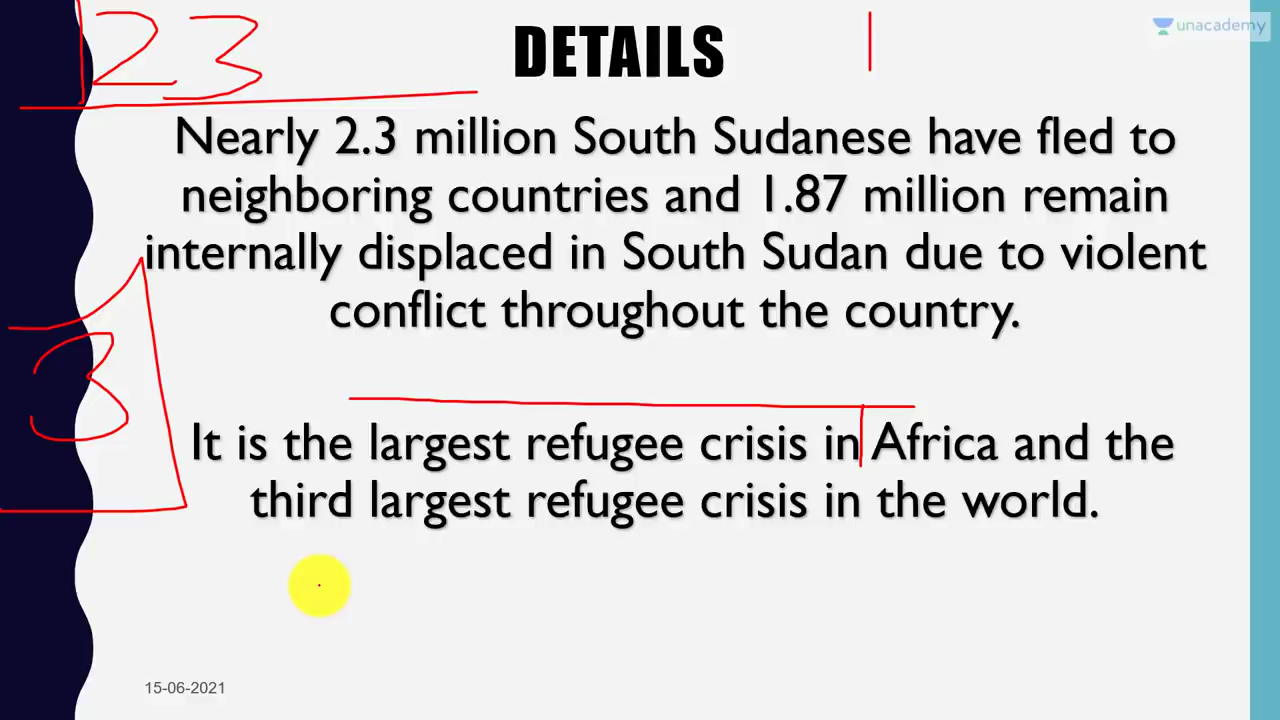 23
DETAILS
unacademy
Nearly 2.3 million South Sudanese have fled to
neighboring countries and 1.87 million remain
internally displaced in South Sudan due to violent
conflict throughout the country.
3
It is the largest refugee crisis in Africa and the
third largest refugee crisis in the world.
15-06-2021